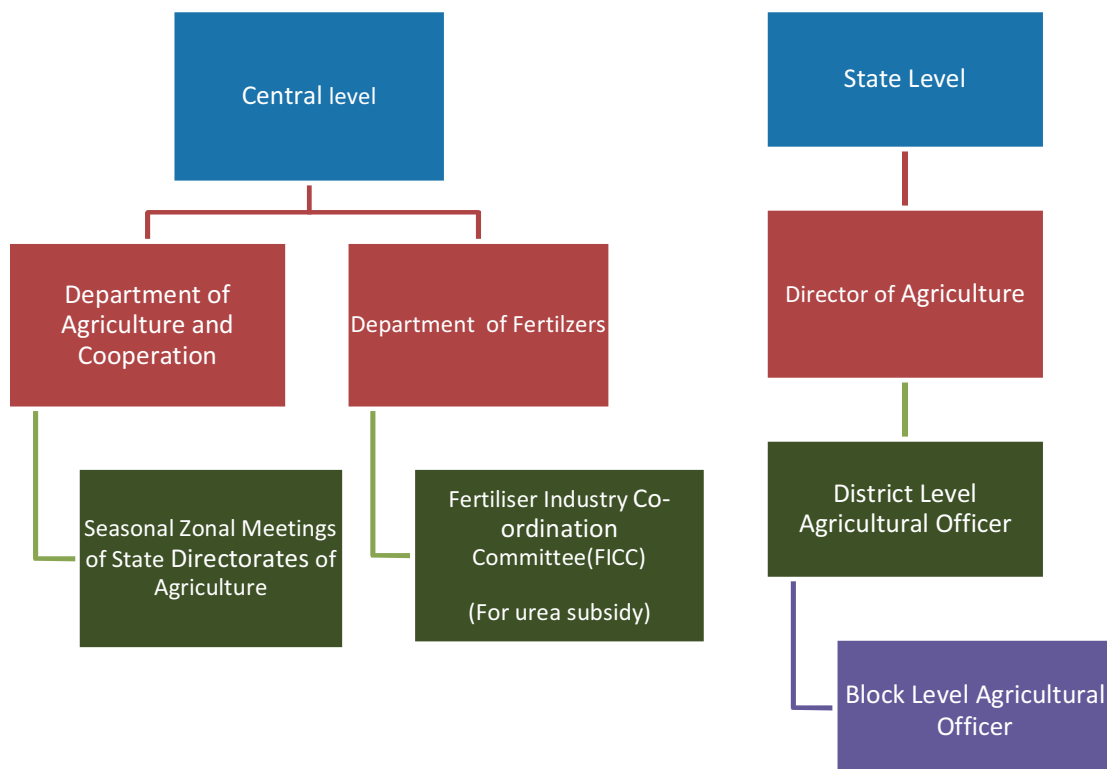 Central level
Department of
Agriculture and
Cooperation
Department of Fertilzers
Seasonal Zonal Meetings
of State Directorates of
Agriculture
Fertiliser Industry Co-
ordination
Committee(FICC)
(For urea subsidy)
State Level
Director of Agriculture
District Level
Agricultural Officer
Block Level Agricultural
Officer